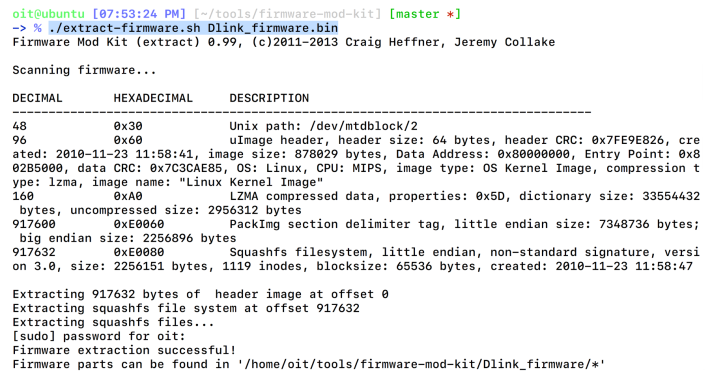 oit@ubuntu [07:53:24 PM] [~/tools/firmware-mod-kit] [master *]
-> % ./extract-firmware.sh Dlink_firmware.bin
Firmware Mod Kit (extract) 0.99, (c)2011-2013 Craig Heffner, Jeremy Collake
Scanning firmware...
DECIMAL       HEXADECIMAL     DESCRIPTION
--------------------------------------------------------------------------------
48            0x30            Unix path: /dev/mtdblock/2
96            0x60            uImage header, header size: 64 bytes, header CRC: 0x7FE9E826, cre
ated: 2010-11-23 11:58:41, image size: 878029 bytes, Data Address: 0x80000000, Entry Point: 0x8
02B5000, data CRC: 0x7C3CAE85, OS: Linux, CPU: MIPS, image type: OS Kernel Image, compression t
ype: lzma, image name: "Linux Kernel Image"
160           0xA0            LZMA compressed data, properties: 0x5D, dictionary size: 33554432
 bytes, uncompressed size: 2956312 bytes
917600        0xE0060         PackImg section delimiter tag, little endian size: 7348736 bytes;
 big endian size: 2256896 bytes
917632        0xE0080         Squashfs filesystem, little endian, non-standard signature, versi
on 3.0, size: 2256151 bytes, 1119 inodes, blocksize: 65536 bytes, created: 2010-11-23 11:58:47
Extracting 917632 bytes of  header image at offset 0
Extracting squashfs file system at offset 917632
Extracting squashfs files...
[sudo] password for oit:
Firmware extraction successful!
Firmware parts can be found in '/home/oit/tools/firmware-mod-kit/Dlink_firmware/*'